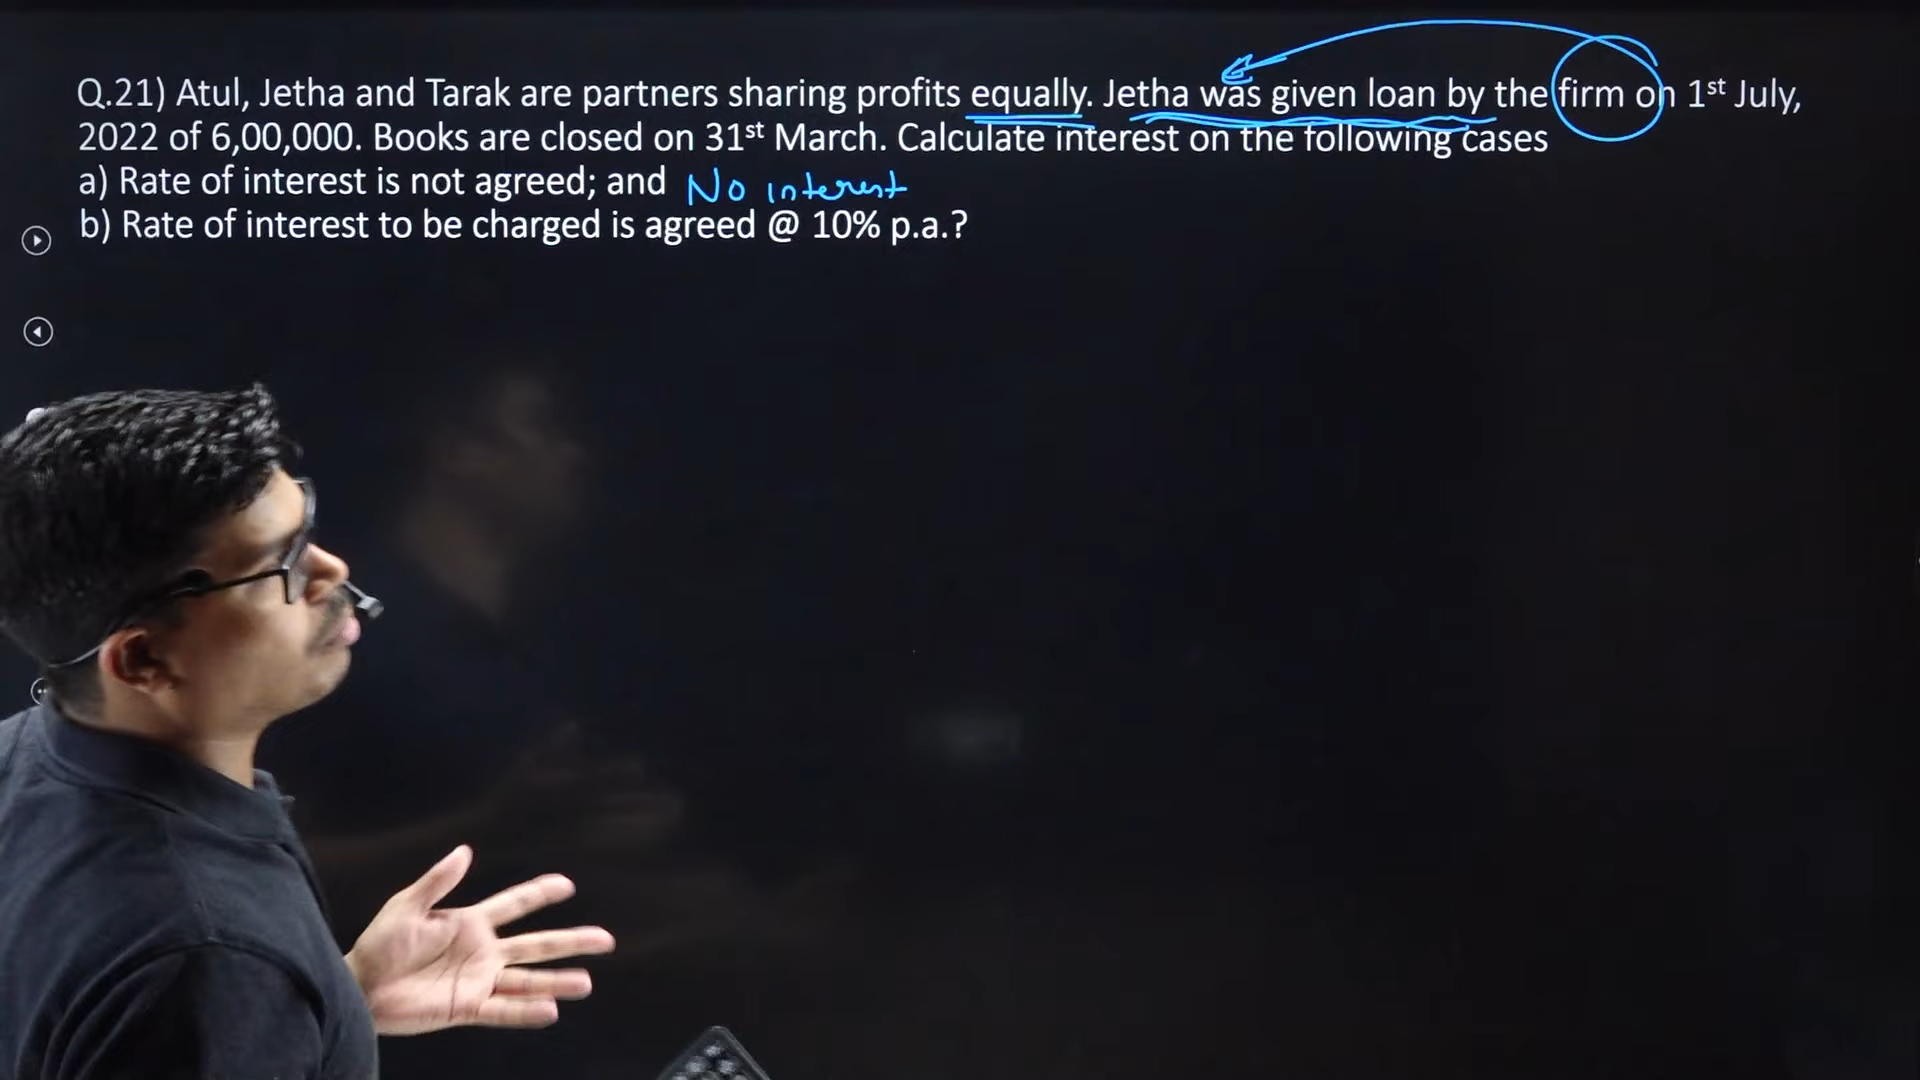 Q.21) Atul, Jetha and Tarak are partners sharing profits equally. Jetha was given loan by the firm on 1st July,
2022 of 6,00,000. Books are closed on 31st March. Calculate interest on the following cases
a) Rate of interest is not agreed; and No interest
b) Rate of interest to be charged is agreed @ 10% p.a.?